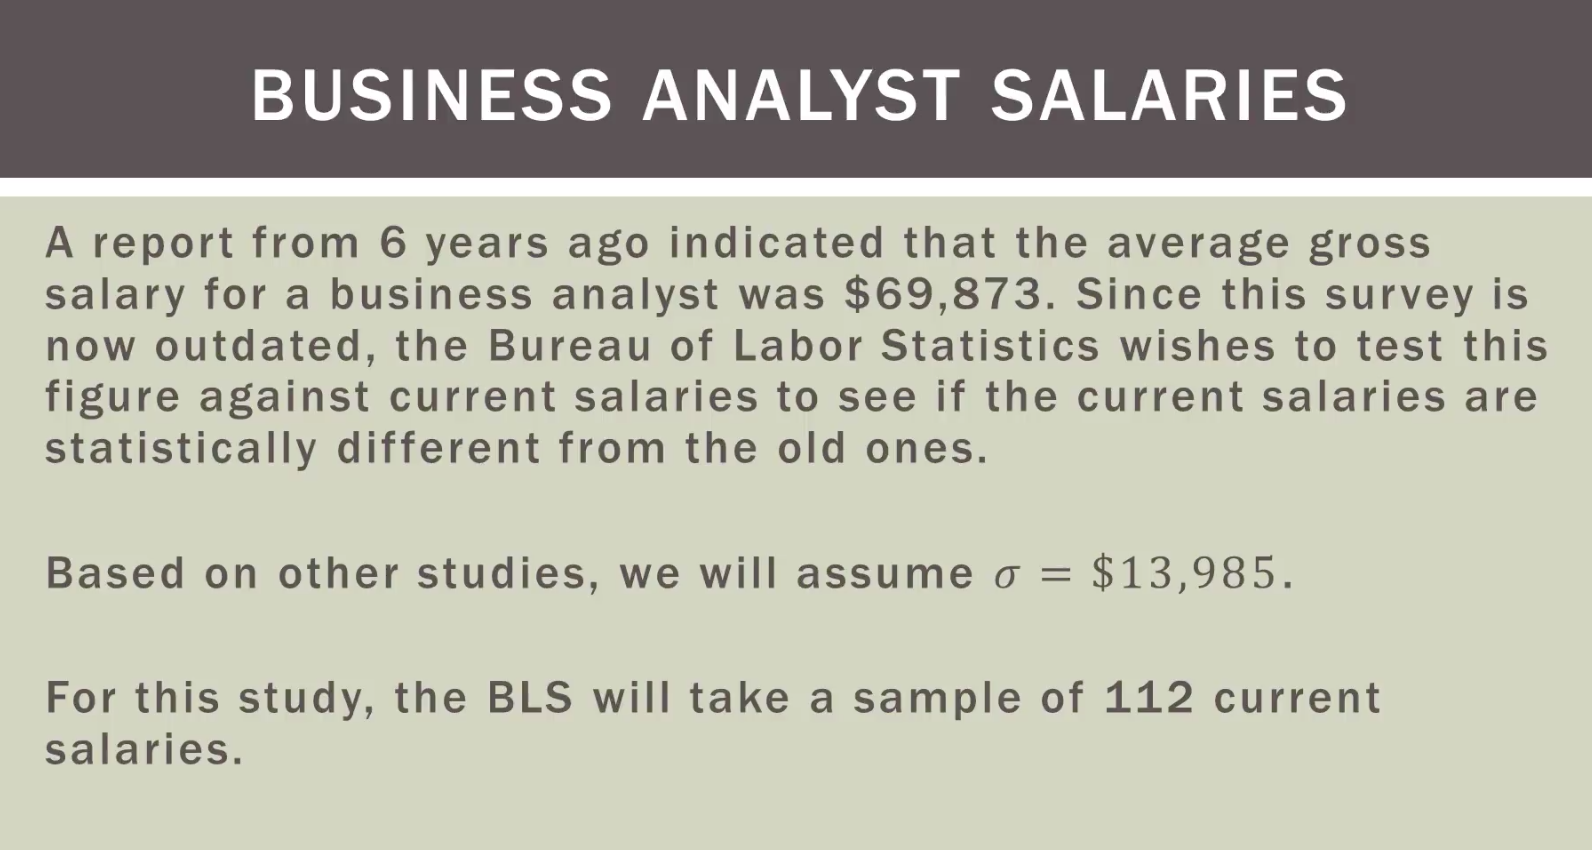 BUSINESS ANALYST SALARIES
A report from 6 years ago indicated that the average gross
salary for a business analyst was $69,873. Since this survey is
now outdated, the Bureau of Labor Statistics wishes to test this
figure against current salaries to see if the current salaries are
statistically different from the old ones.
Based on other studies, we will assume σ = $13,985.
For this study, the BLS will take a sample of 112 current
salaries.